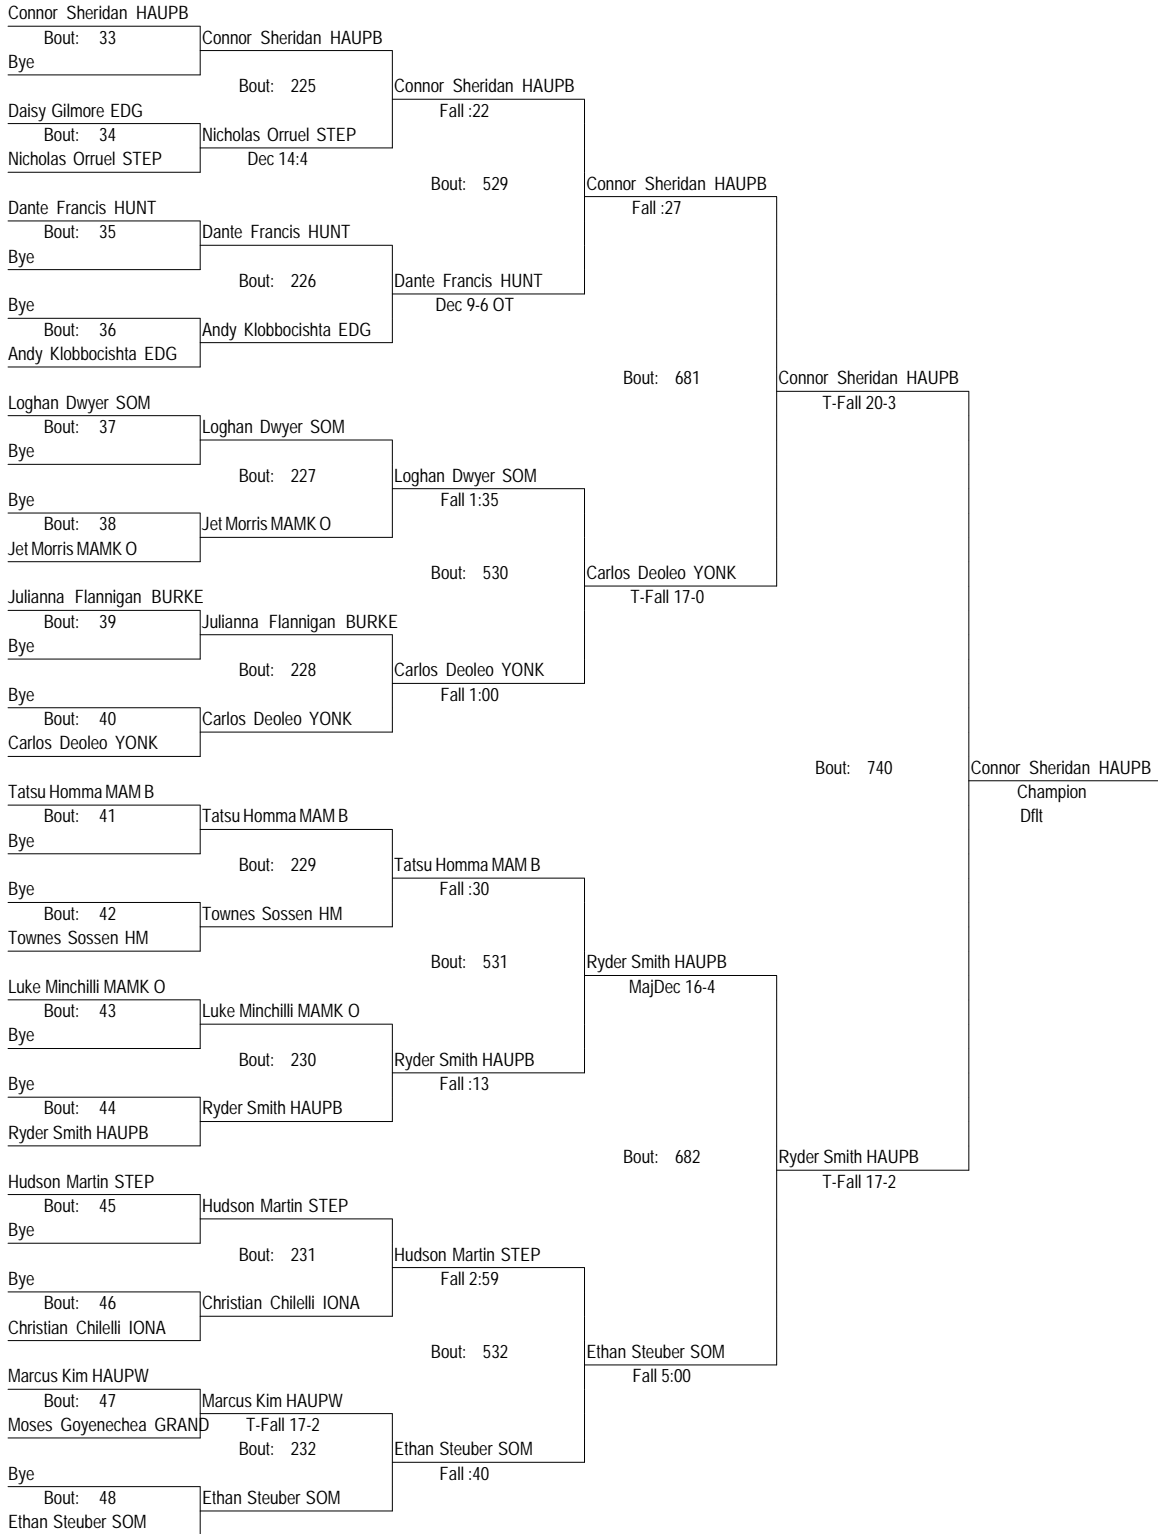 Connor Sheridan HAUPB
Bout: 33
Connor Sheridan HAUPB
Bye
Bout: 225
Connor Sheridan HAUPB
Daisy Gilmore EDG
Fall :22
Bout: 34
Nicholas Orruel STEP
Nicholas Orruel STEP
Dec 14:4
Bout: 529
Connor Sheridan HAUPB
Dante Francis HUNT
Fall :27
Bout: 35
Dante Francis HUNT
Bye
Bout: 226
Dante Francis HUNT
Bye
Dec 9-6 OT
Bout: 36
Andy Klobbocishta EDG
Andy Klobbocishta EDG
Bout: 681
Connor Sheridan HAUPB
Loghan Dwyer SOM
T-Fall 20-3
Bout: 37
Loghan Dwyer SOM
Bye
Bout: 227
Loghan Dwyer SOM
Bye
Fall 1:35
Bout: 38
Jet Morris MAMK O
Jet Morris MAMK O
Bout: 530
Carlos Deoleo YONK
Julianna Flannigan BURKE
T-Fall 17-0
Bout: 39
Julianna Flannigan BURKE
Bye
Bout: 228
Carlos Deoleo YONK
Bye
Fall 1:00
Bout: 40
Carlos Deoleo YONK
Carlos Deoleo YONK
Bout: 740
Connor Sheridan HAUPB
Tatsu Homma MAM B
Champion
Bout: 41
Tatsu Homma MAM B
Dflt
Bye
Bout: 229
Tatsu Homma MAM B
Bye
Fall :30
Bout: 42
Townes Sossen HM
Townes Sossen HM
Bout: 531
Ryder Smith HAUPB
Luke Minchilli MAMK O
MajDec 16-4
Bout: 43
Luke Minchilli MAMK O
Bye
Bout: 230
Ryder Smith HAUPB
Bye
Fall :13
Bout: 44
Ryder Smith HAUPB
Ryder Smith HAUPB
Bout: 682
Ryder Smith HAUPB
Hudson Martin STEP
T-Fall 17-2
Bout: 45
Hudson Martin STEP
Bye
Bout: 231
Hudson Martin STEP
Bye
Fall 2:59
Bout: 46
Christian Chilelli IONA
Christian Chilelli IONA
Bout: 532
Ethan Steuber SOM
Marcus Kim HAUPW
Fall 5:00
Bout: 47
Marcus Kim HAUPW
Moses Goyenechea GRAND
T-Fall 17-2
Bout: 232
Ethan Steuber SOM
Bye
Fall :40
Bout: 48
Ethan Steuber SOM
Ethan Steuber SOM